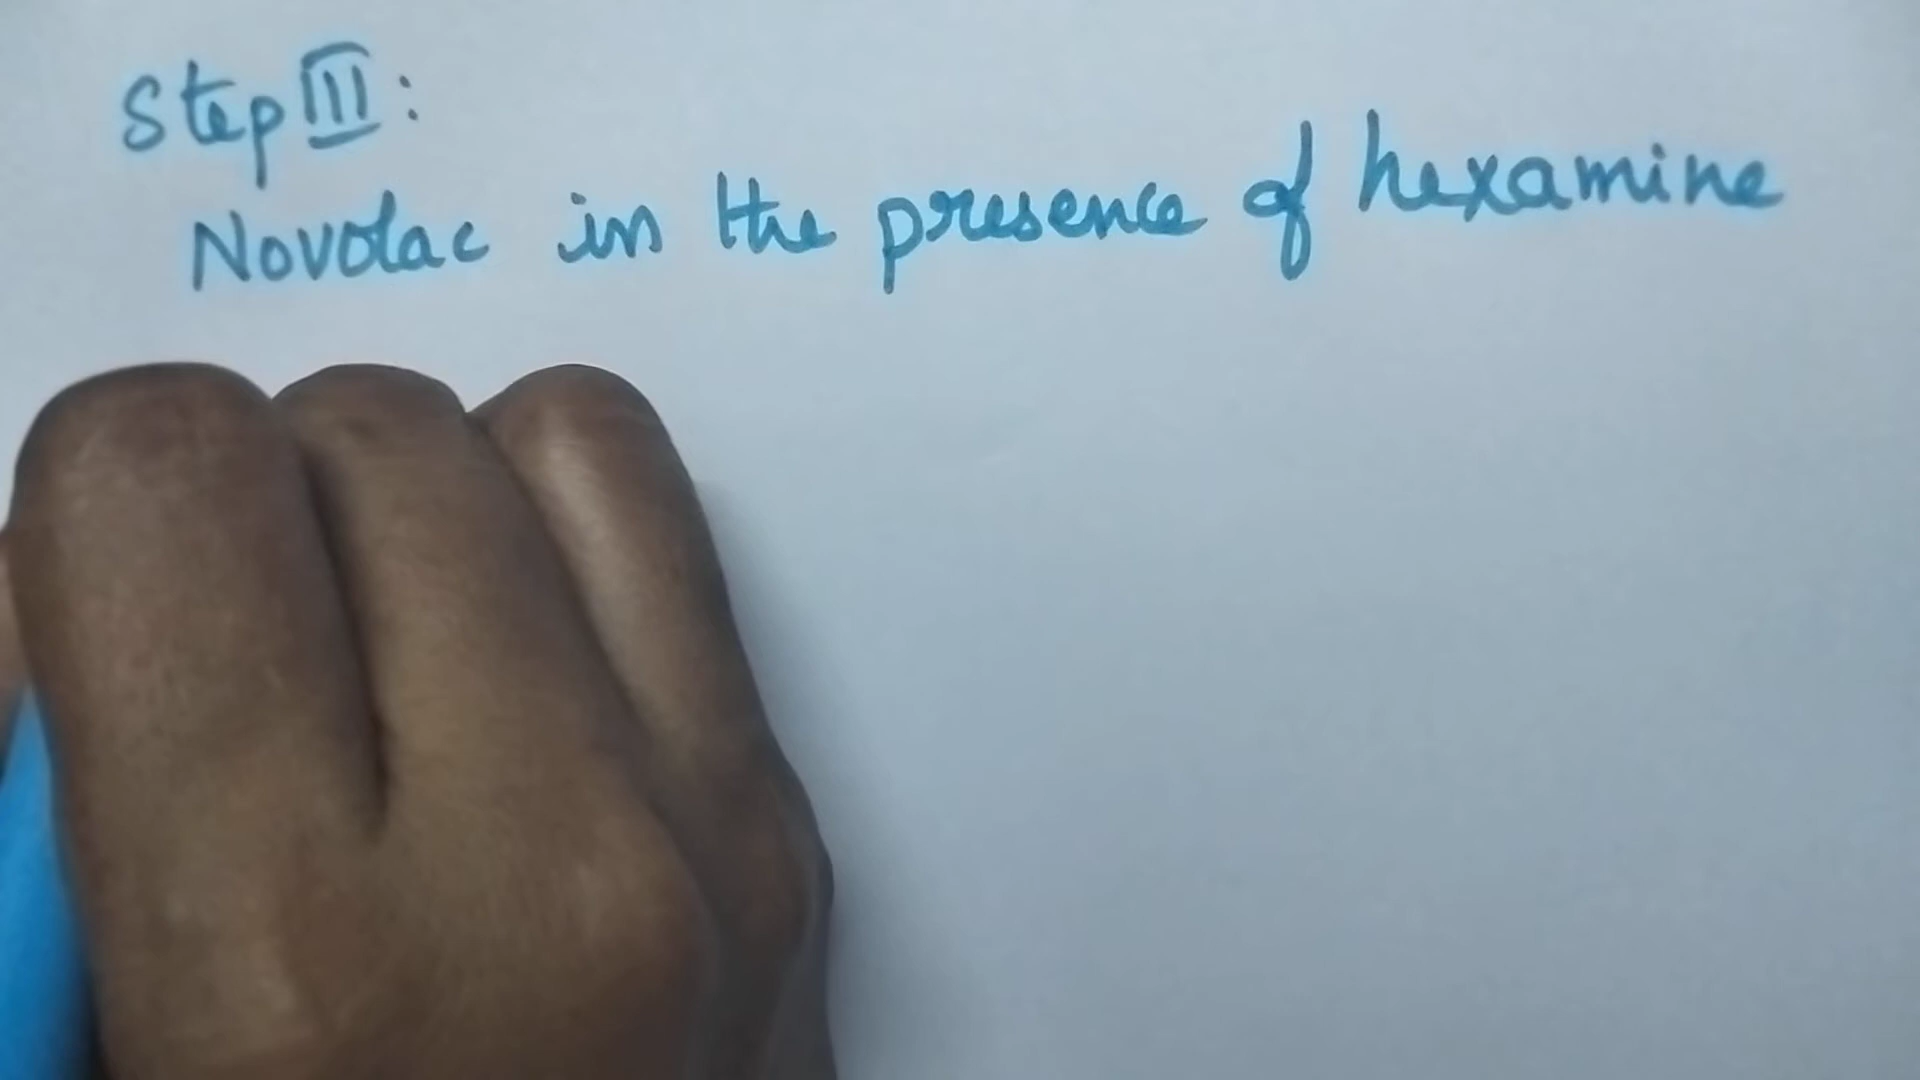 Step III:
Novolac in the presence of hexamine